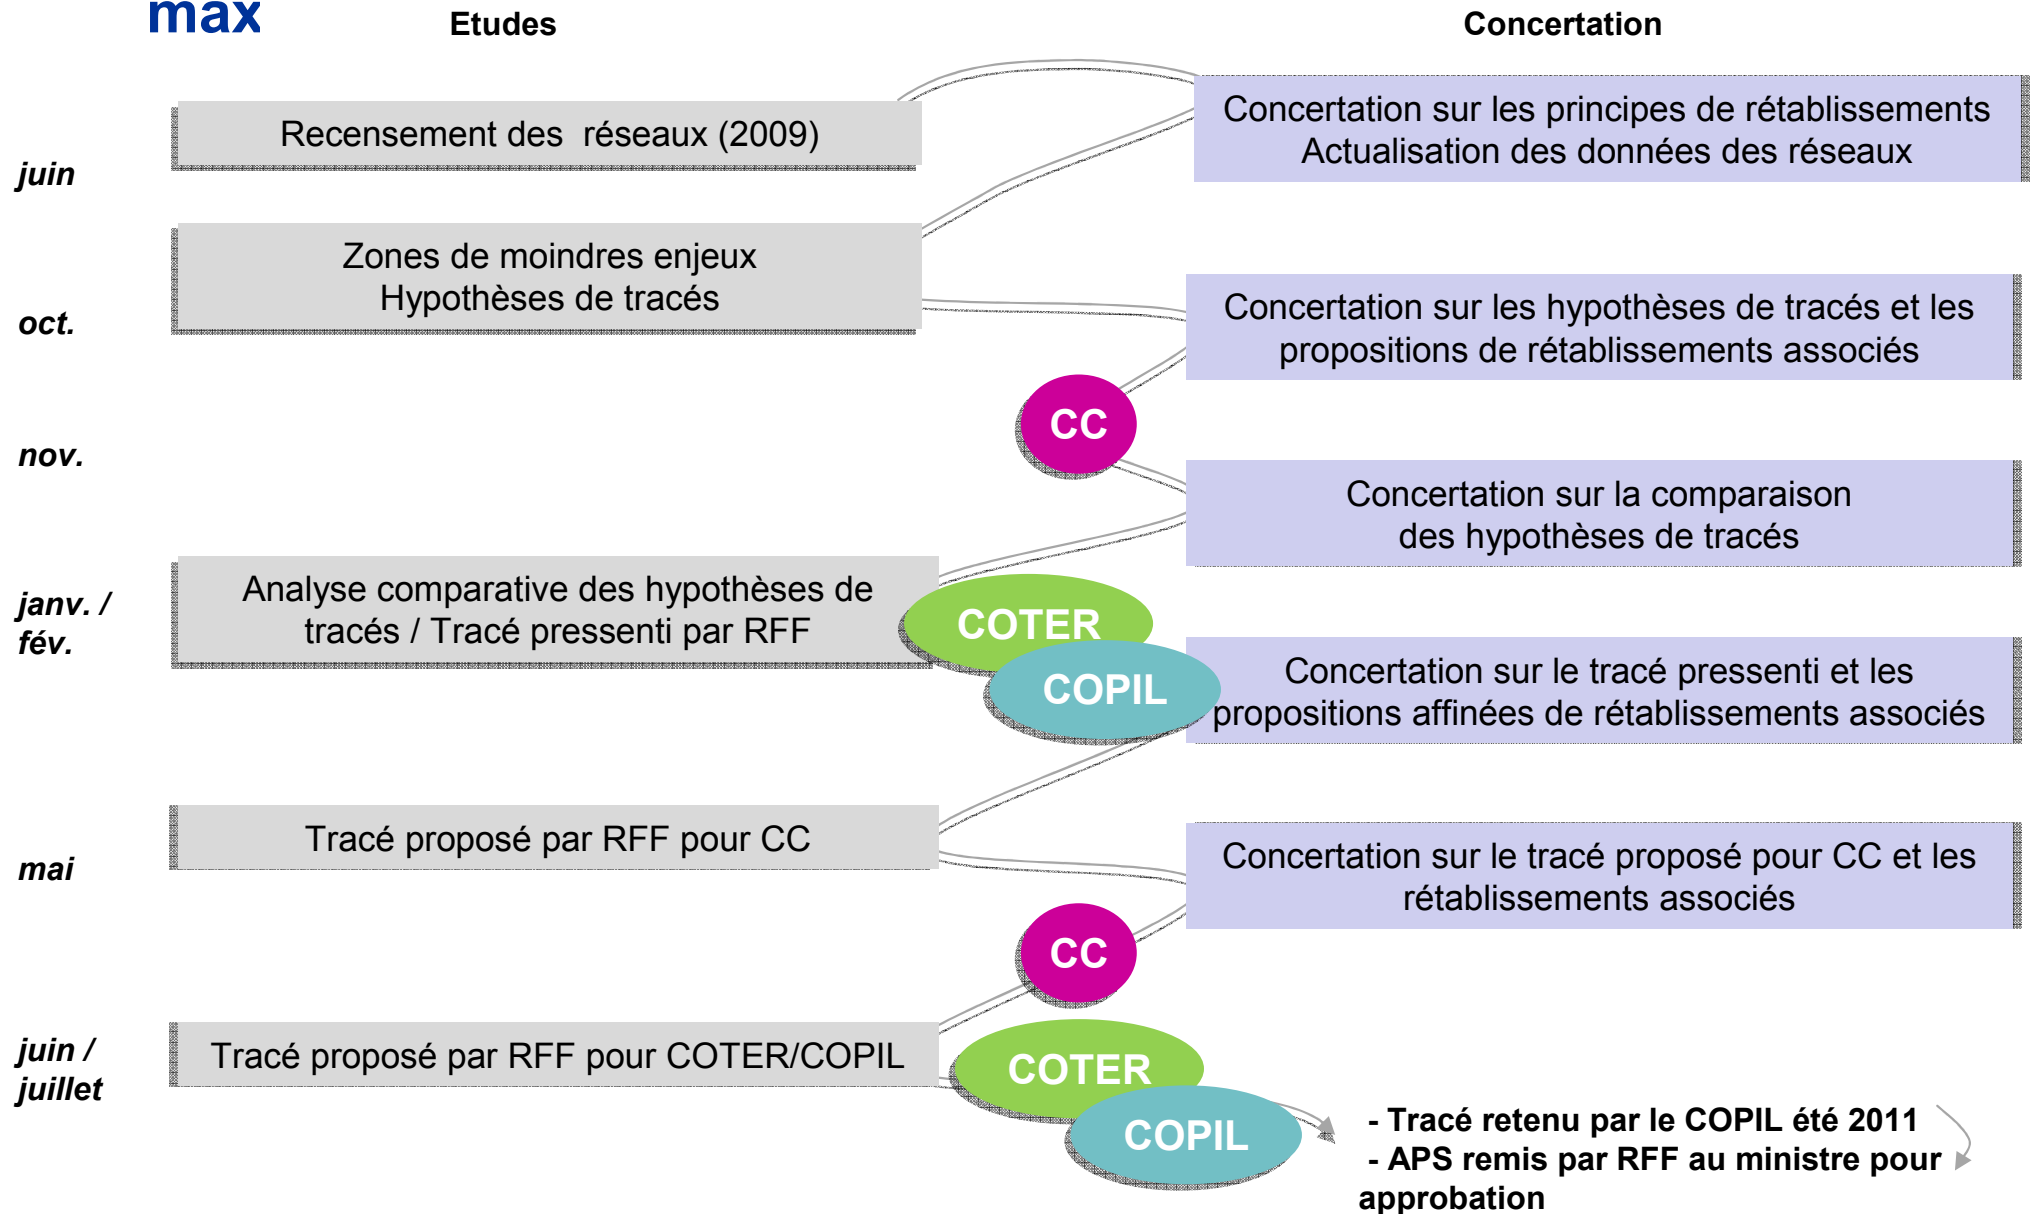 max
Etudes
Concertation
Recensement des réseaux (2009)
Concertation sur les principes de rétablissements
Actualisation des données des réseaux
juin
Zones de moindres enjeux
Hypothèses de tracés
oct.
Concertation sur les hypothèses de tracés et les
propositions de rétablissements associés
CC
nov.
Concertation sur la comparaison
des hypothèses de tracés
janv. /
fév.
Analyse comparative des hypothèses de
tracés / Tracé pressenti par RFF
COTER
COPIL
Concertation sur le tracé pressenti et les
propositions affinées de rétablissements associés
mai
Tracé proposé par RFF pour CC
Concertation sur le tracé proposé pour CC et les
rétablissements associés
CC
juin /
juillet
Tracé proposé par RFF pour COTER/COPIL
COTER
COPIL
- Tracé retenu par le COPIL été 2011
- APS remis par RFF au ministre pour
approbation